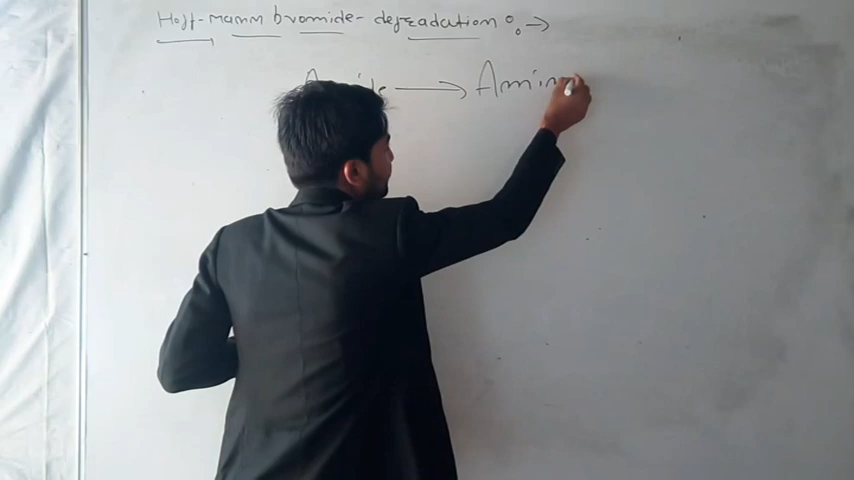 Hoff-mann bromide-degradation :→
→ Amin